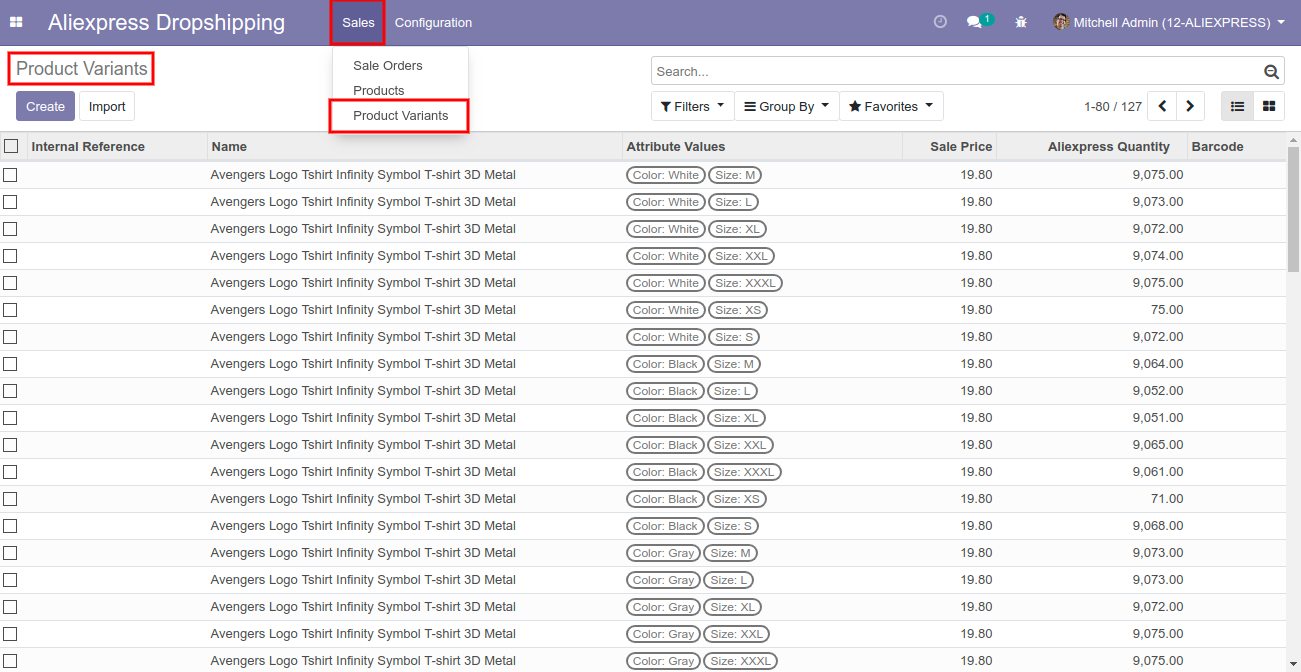 Aliexpress Dropshipping Sales Configuration 1 Mitchell Admin (12-ALIEXPRESS)
Product Variants
Sale Orders
Products
Product Variants
Search...
Create Import
Filters Group By Favorites 1-80 / 127
Internal Reference Name Attribute Values Sale Price Aliexpress Quantity Barcode
Avengers Logo Tshirt Infinity Symbol T-shirt 3D Metal Color: White Size: M 19.80 9,075.00
Avengers Logo Tshirt Infinity Symbol T-shirt 3D Metal Color: White Size: L 19.80 9,073.00
Avengers Logo Tshirt Infinity Symbol T-shirt 3D Metal Color: White Size: XL 19.80 9,072.00
Avengers Logo Tshirt Infinity Symbol T-shirt 3D Metal Color: White Size: XXL 19.80 9,074.00
Avengers Logo Tshirt Infinity Symbol T-shirt 3D Metal Color: White Size: XXXL 19.80 9,075.00
Avengers Logo Tshirt Infinity Symbol T-shirt 3D Metal Color: White Size: XS 19.80 75.00
Avengers Logo Tshirt Infinity Symbol T-shirt 3D Metal Color: White Size: S 19.80 9,072.00
Avengers Logo Tshirt Infinity Symbol T-shirt 3D Metal Color: Black Size: M 19.80 9,064.00
Avengers Logo Tshirt Infinity Symbol T-shirt 3D Metal Color: Black Size: L 19.80 9,052.00
Avengers Logo Tshirt Infinity Symbol T-shirt 3D Metal Color: Black Size: XL 19.80 9,051.00
Avengers Logo Tshirt Infinity Symbol T-shirt 3D Metal Color: Black Size: XXL 19.80 9,065.00
Avengers Logo Tshirt Infinity Symbol T-shirt 3D Metal Color: Black Size: XXXL 19.80 9,061.00
Avengers Logo Tshirt Infinity Symbol T-shirt 3D Metal Color: Black Size: XS 19.80 71.00
Avengers Logo Tshirt Infinity Symbol T-shirt 3D Metal Color: Black Size: S 19.80 9,068.00
Avengers Logo Tshirt Infinity Symbol T-shirt 3D Metal Color: Gray Size: M 19.80 9,073.00
Avengers Logo Tshirt Infinity Symbol T-shirt 3D Metal Color: Gray Size: L 19.80 9,073.00
Avengers Logo Tshirt Infinity Symbol T-shirt 3D Metal Color: Gray Size: XL 19.80 9,072.00
Avengers Logo Tshirt Infinity Symbol T-shirt 3D Metal Color: Gray Size: XXL 19.80 9,075.00
Avengers Logo Tshirt Infinity Symbol T-shirt 3D Metal Color: Gray Size: XXXL 19.80 9,075.00